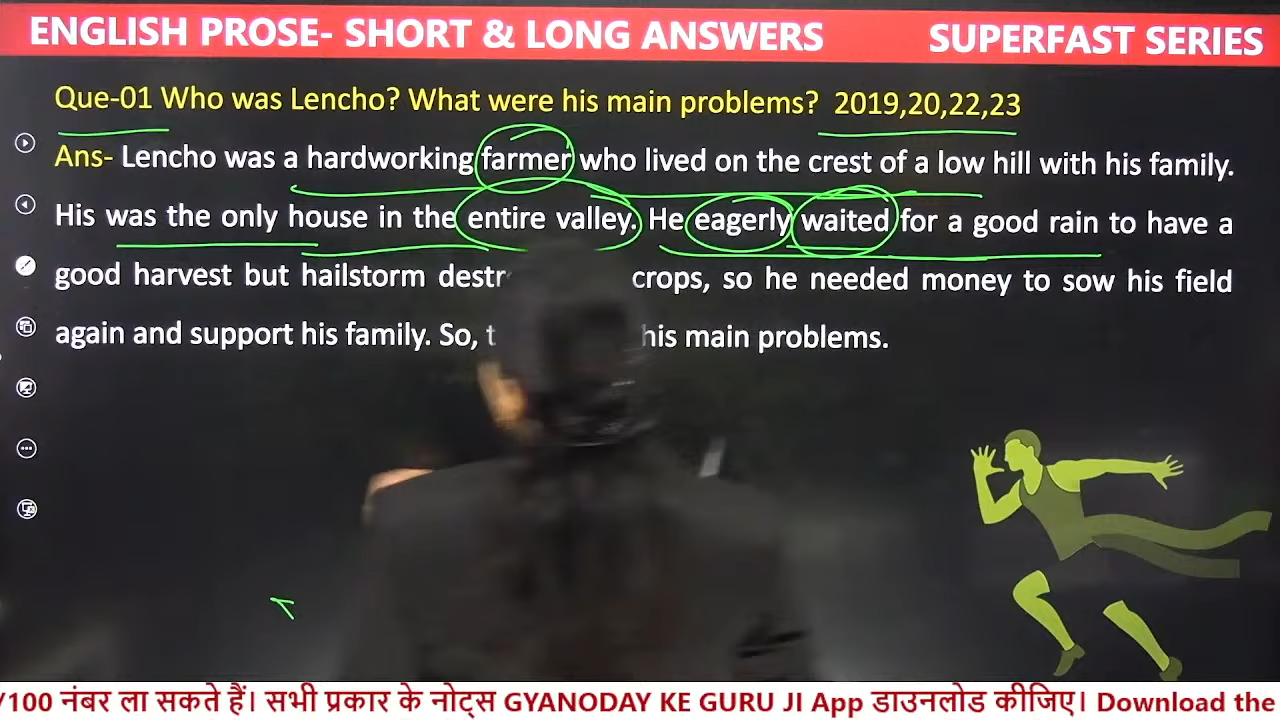 ENGLISH PROSE- SHORT & LONG ANSWERS SUPERFAST SERIES
Que-01 Who was Lencho? What were his main problems? 2019,20,22,23
Ans- Lencho was a hardworking farmer who lived on the crest of a low hill with his family.
His was the only house in the entire valley. He eagerly waited for a good rain to have a
good harvest but hailstorm crops, so he needed money to sow his field
again and support his family. So, his main problems.
/100 नंबर ला सकते हैं। सभी प्रकार के नोट्स GYANODAY KE GURU JI App डाउनलोड कीजिए। Download the